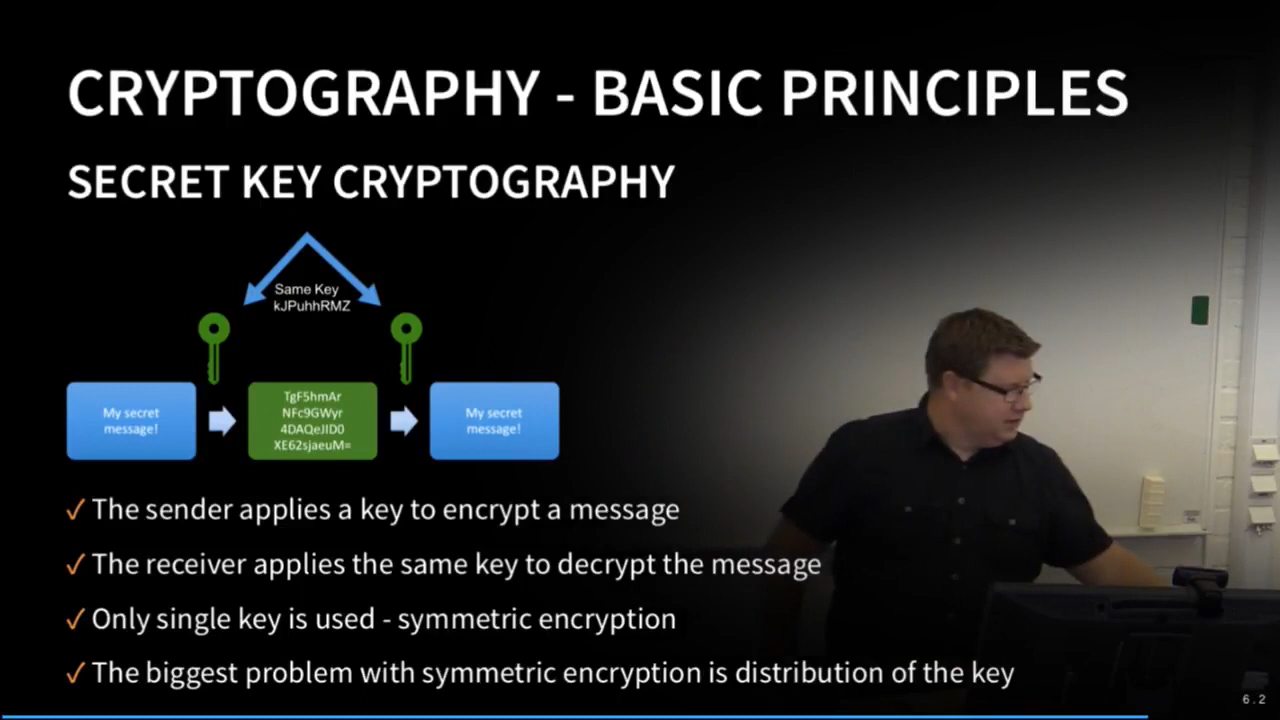 CRYPTOGRAPHY - BASIC PRINCIPLES
SECRET KEY CRYPTOGRAPHY
Same Key
kJPuhhRMZ
My secret
message!
TgF5hmAr
NFc9GWyr
4DAQeJID0
XE62sjaeuM=
My secret
message!
✓ The sender applies a key to encrypt a message
✓ The receiver applies the same key to decrypt the message
✓ Only single key is used - symmetric encryption
✓ The biggest problem with symmetric encryption is distribution of the key
6.2